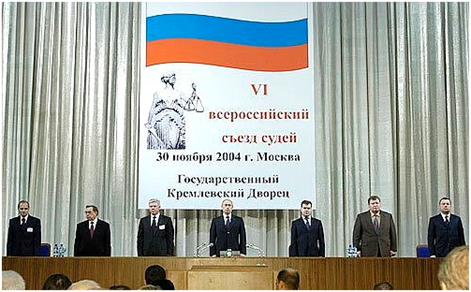 VI
всероссийский
съезд судей
30 ноября 2004 г. Москва
Государственный
Кремлевский Дворец